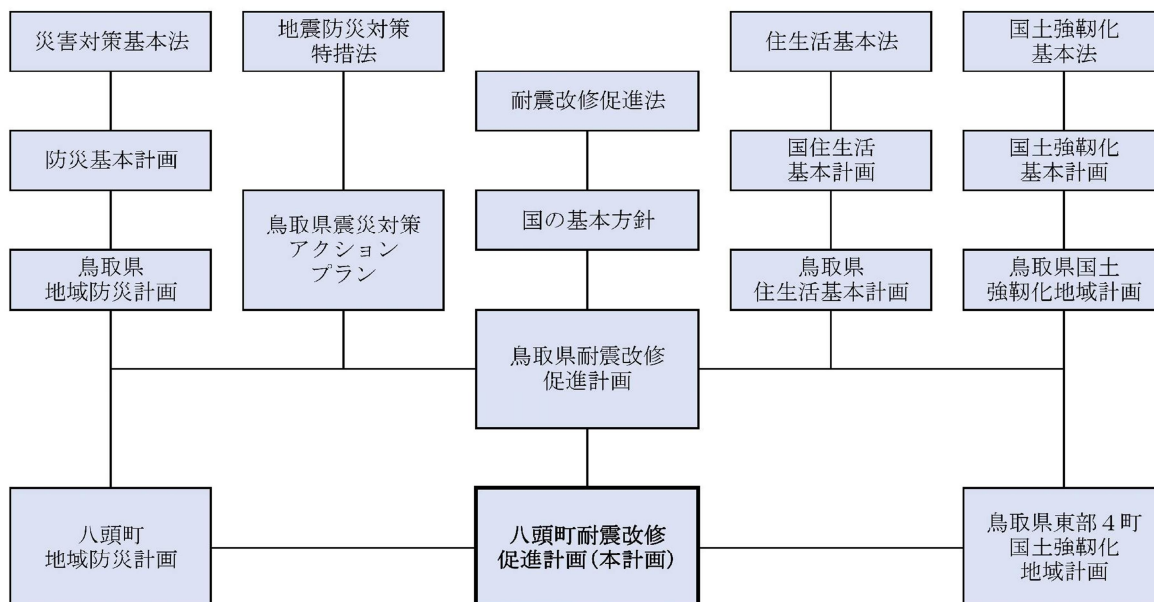 災害対策基本法
地震防災対策
特措法
耐震改修促進法
住生活基本法
国土強靭化
基本法
防災基本計画
国住生活
基本計画
国土強靭化
基本計画
鳥取県震災対策
アクション
プラン
国の基本方針
鳥取県
地域防災計画
鳥取県
住生活基本計画
鳥取県国土
強靭化地域計画
鳥取県耐震改修
促進計画
八頭町
地域防災計画
八頭町耐震改修
促進計画(本計画)
鳥取県東部4町
国土強靭化
地域計画